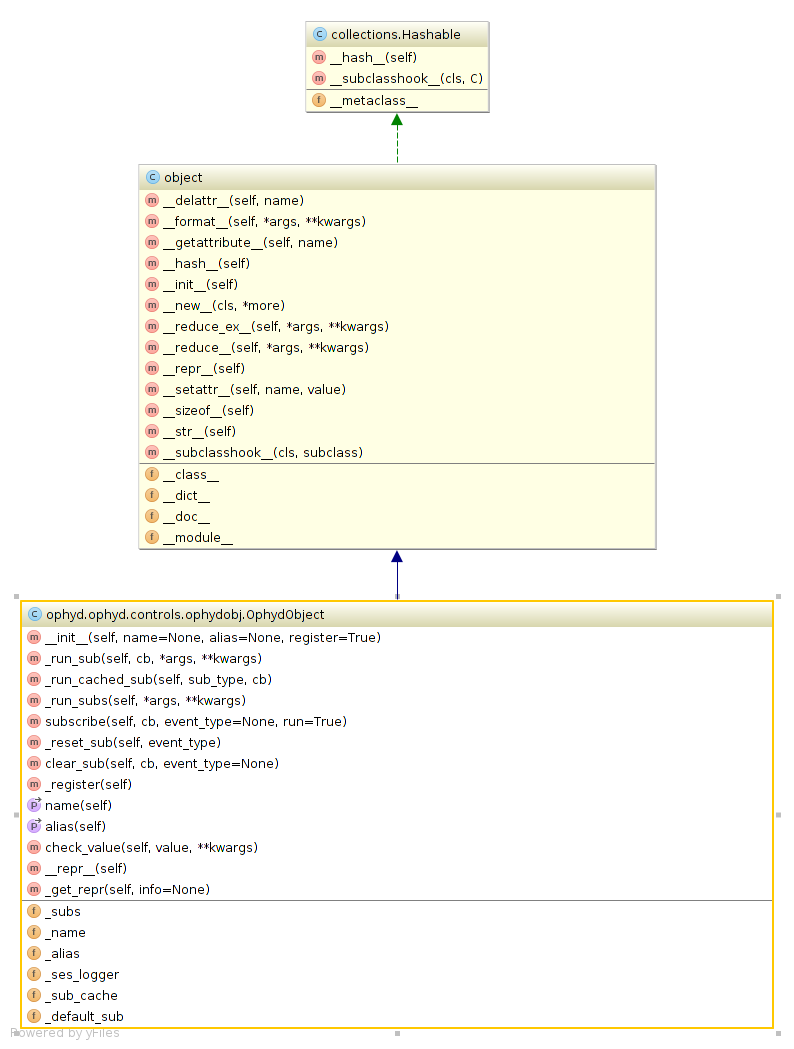 C collections.Hashable
m __hash__(self)
m __subclasshook__(cls, C)
f __metaclass__
C object
m __delattr__(self, name)
m __format__(self, *args, **kwargs)
m __getattribute__(self, name)
m __hash__(self)
m __init__(self)
m __new__(cls, *more)
m __reduce_ex__(self, *args, **kwargs)
m __reduce__(self, *args, **kwargs)
m __repr__(self)
m __setattr__(self, name, value)
m __sizeof__(self)
m __str__(self)
m __subclasshook__(cls, subclass)
f __class__
f __dict__
f __doc__
f __module__
C ophyd.ophyd.controls.ophydobj.OphydObject
m __init__(self, name=None, alias=None, register=True)
m _run_sub(self, cb, *args, **kwargs)
m _run_cached_sub(self, sub_type, cb)
m _run_subs(self, *args, **kwargs)
m subscribe(self, cb, event_type=None, run=True)
m _reset_sub(self, event_type)
m clear_sub(self, cb, event_type=None)
m _register(self)
P name(self)
P alias(self)
m check_value(self, value, **kwargs)
m __repr__(self)
m _get_repr(self, info=None)
f _subs
f _name
f _alias
f _ses_logger
f _sub_cache
f _default_sub
Powered by yFiles